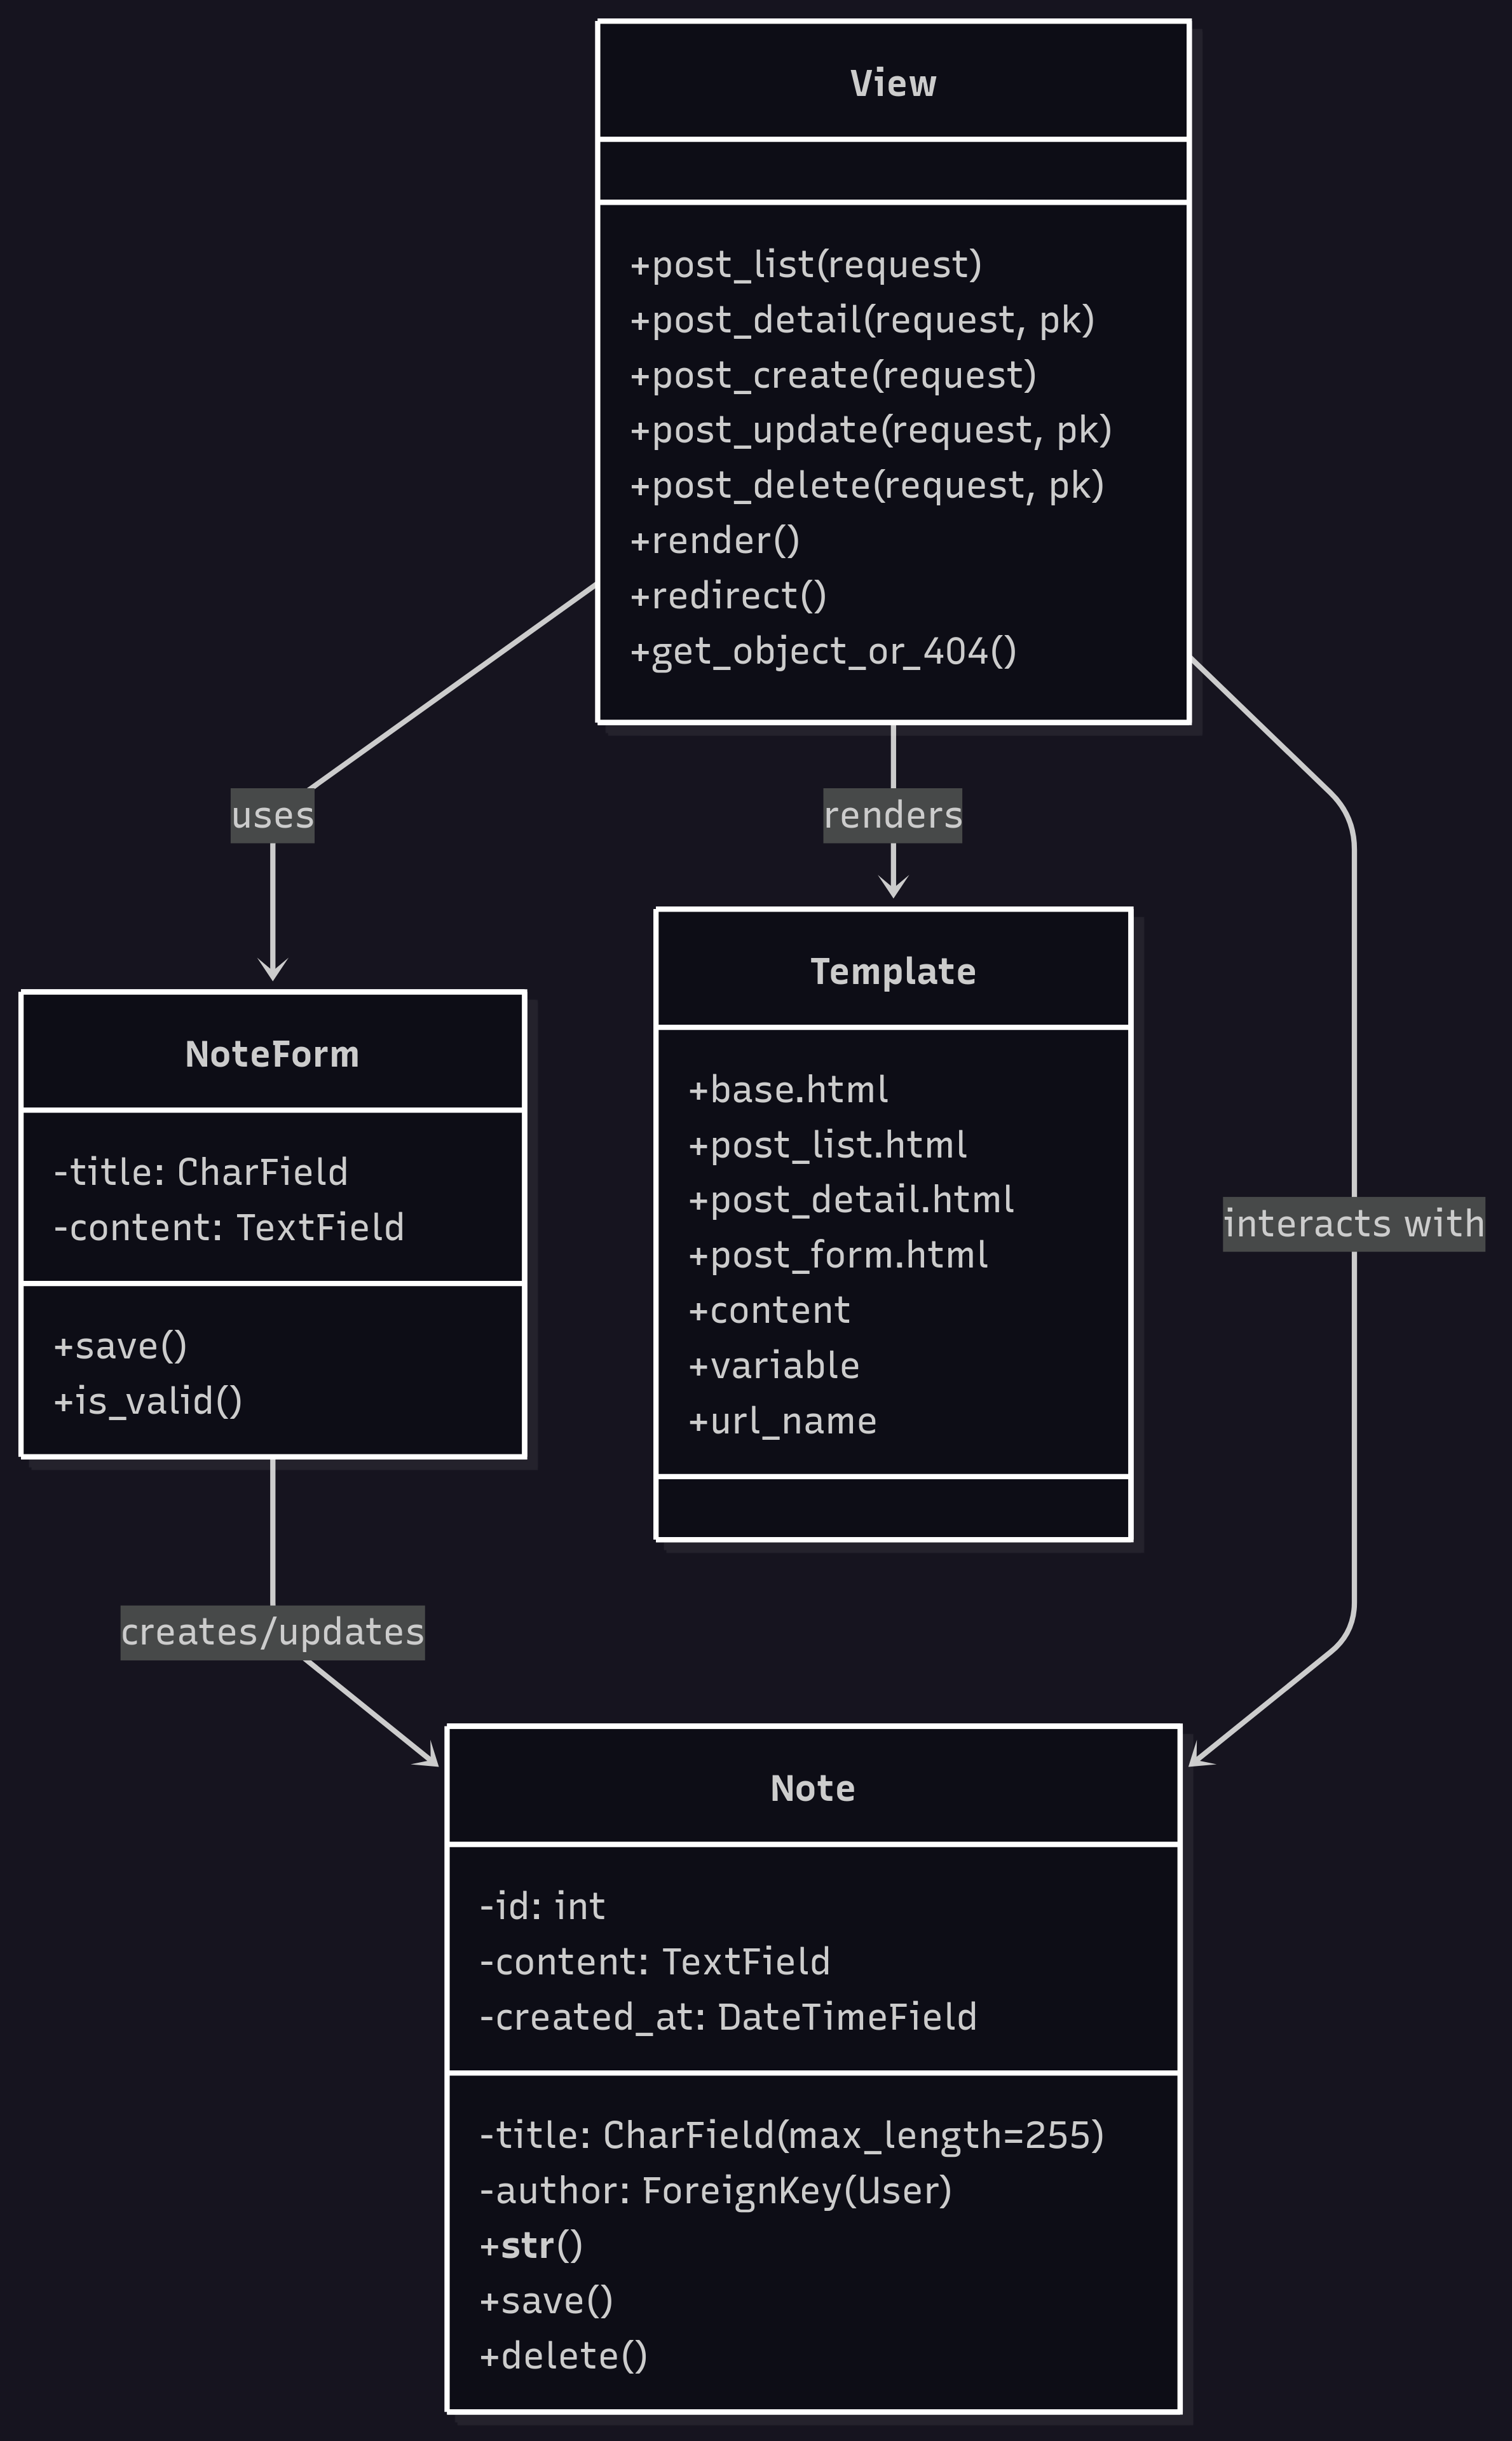 View
+post_list(request)
+post_detail(request, pk)
+post_create(request)
+post_update(request, pk)
+post_delete(request, pk)
+render()
+redirect()
+get_object_or_404()
uses
renders
interacts with
NoteForm
-title: CharField
-content: TextField
+save()
+is_valid()
Template
+base.html
+post_list.html
+post_detail.html
+post_form.html
+content
+variable
+url_name
creates/updates
Note
-id: int
-content: TextField
-created_at: DateTimeField
-title: CharField(max_length=255)
-author: ForeignKey(User)
+str()
+save()
+delete()